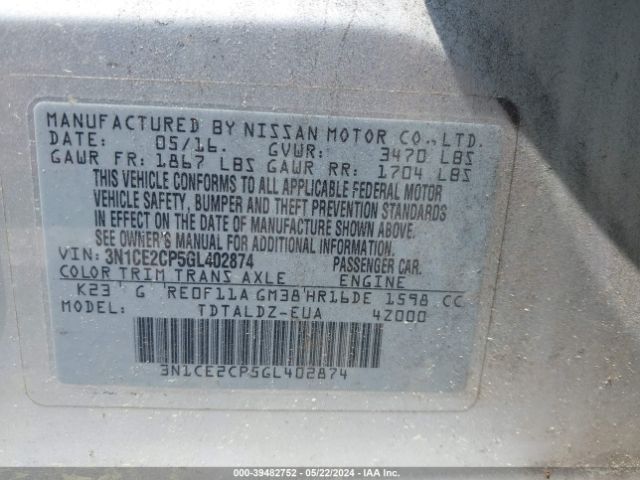 MANUFACTURED BY NISSAN MOTOR CO., LTD.
DATE: 05/16. GVWR: 3470 LBS
GAWR FR: 1867 LBS GAWR RR: 1704 LBS
THIS VEHICLE CONFORMS TO ALL APPLICABLE FEDERAL MOTOR
VEHICLE SAFETY, BUMPER AND THEFT PREVENTION STANDARDS
IN EFFECT ON THE DATE OF MANUFACTURE SHOWN ABOVE.
SEE OWNER'S MANUAL FOR ADDITIONAL INFORMATION.
VIN: 3N1CE2CP5GL402874 PASSENGER CAR.
COLOR TRIM TRANS AXLE ENGINE
K23 G RE0F11A GM38 HR16DE 1598 CC
MODEL: TDTALDZ-EUA 42000
3N1CE2CP5GL402874
000-39482752 - 05/22/2024 - IAA Inc.